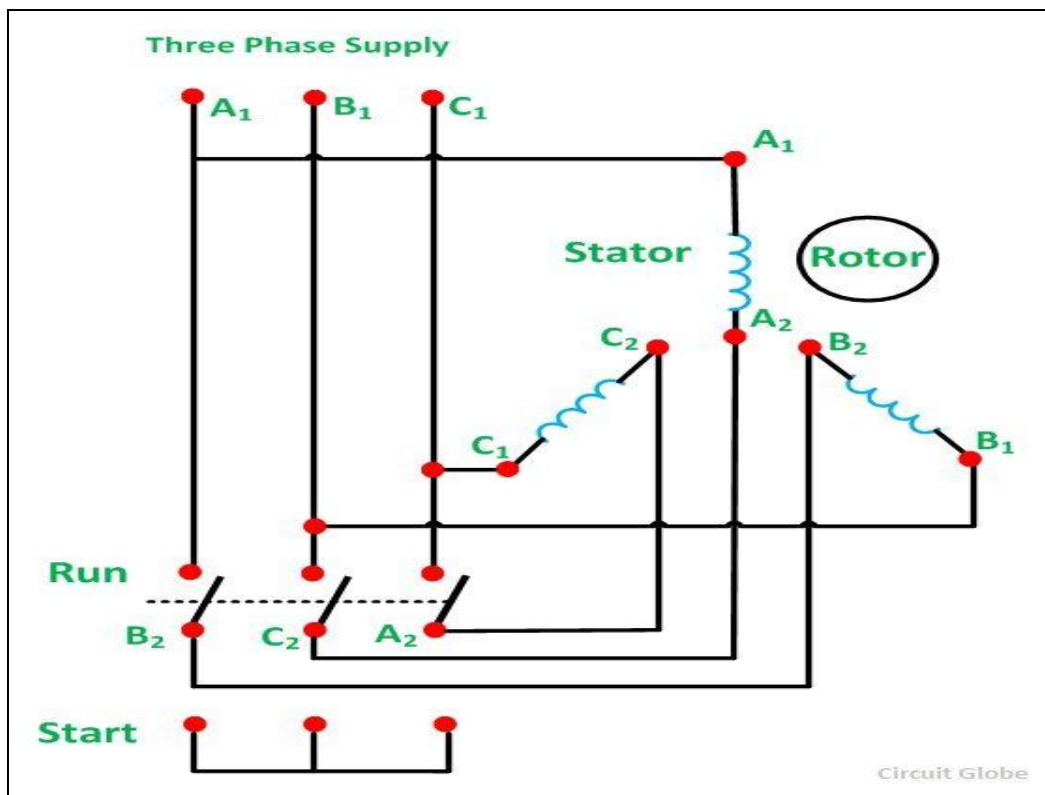 Three Phase Supply
A₁ B₁ C₁
A₁
Stator Rotor
A₂
C₂ B₂
C₁ B₁
Run
B₂ C₂ A₂
Start
Circuit Globe